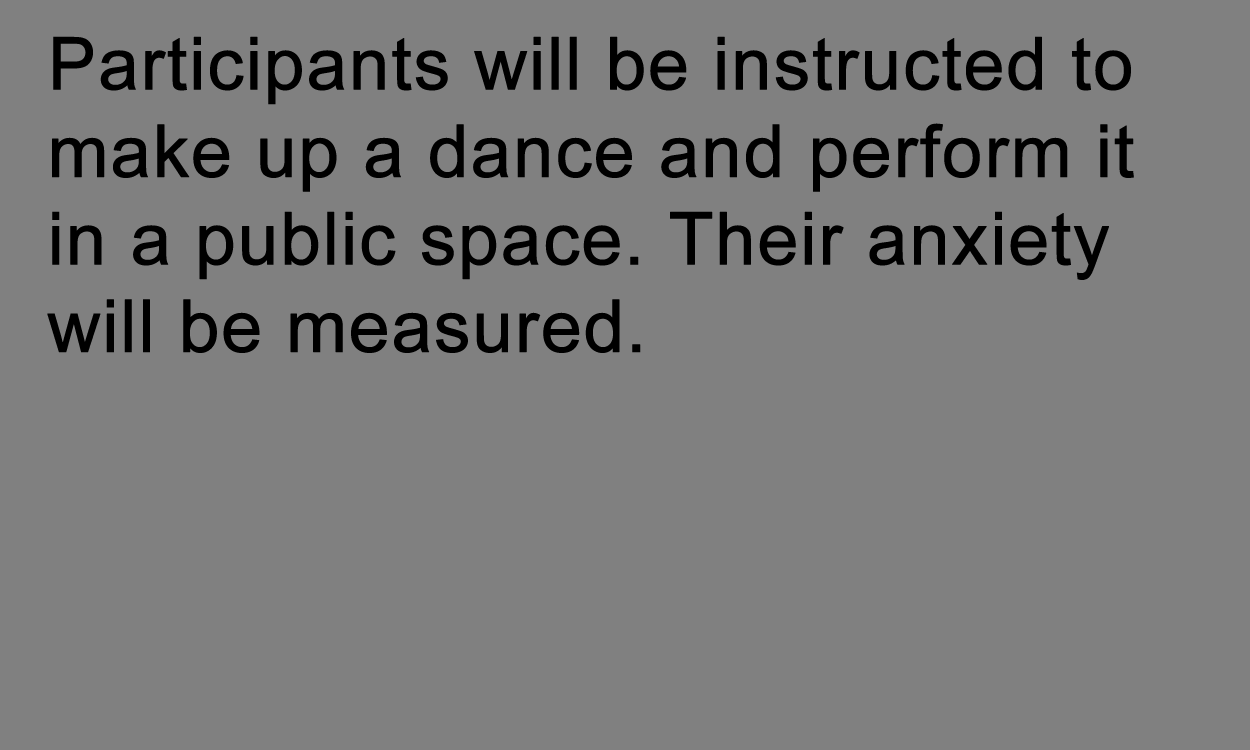 Participants will be instructed to
make up a dance and perform it
in a public space. Their anxiety
will be measured.